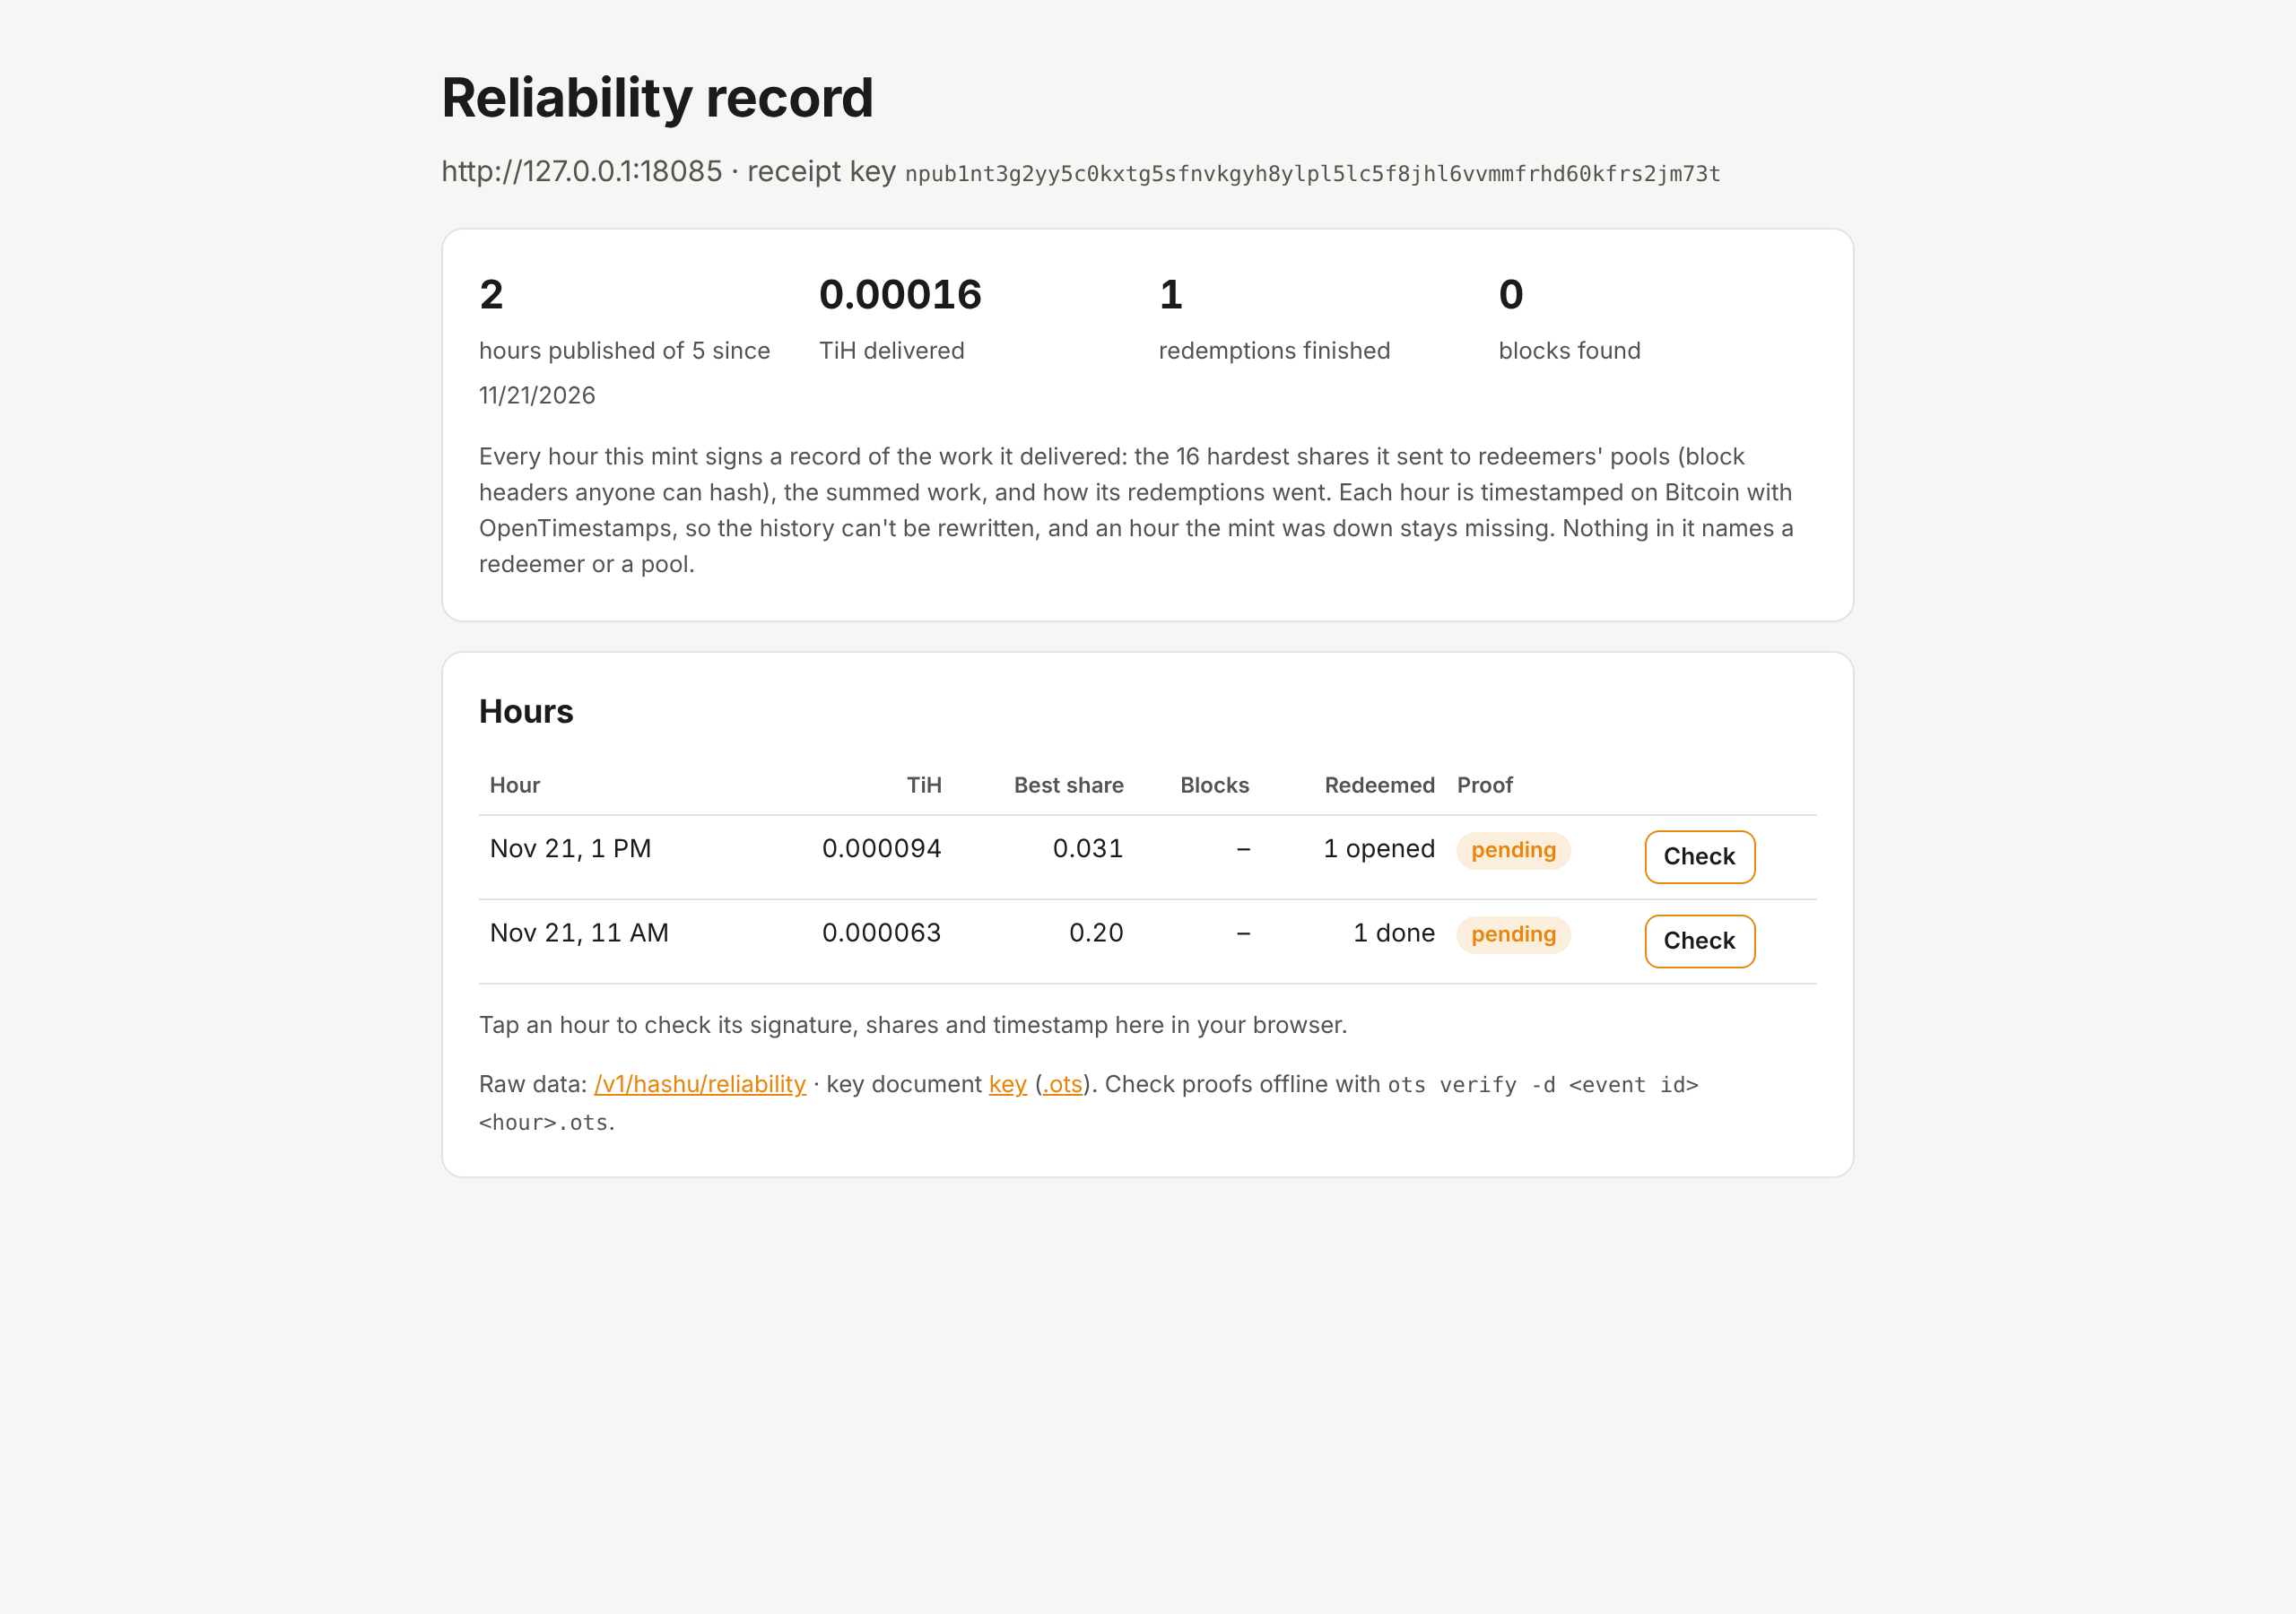 Reliability record
http://127.0.0.1:18085 · receipt key npub1nt3g2yy5c0kxtg5sfnvkgyh8ylpl5lc5f8jhl6vvmmfrhd60kfrs2jm73t
2
hours published of 5 since
11/21/2026
0.00016
TiH delivered
1
redemptions finished
0
blocks found
Every hour this mint signs a record of the work it delivered: the 16 hardest shares it sent to redeemers' pools (block
headers anyone can hash), the summed work, and how its redemptions went. Each hour is timestamped on Bitcoin with
OpenTimestamps, so the history can't be rewritten, and an hour the mint was down stays missing. Nothing in it names a
redeemer or a pool.
Hours
Hour TiH Best share Blocks Redeemed Proof
Nov 21, 1 PM 0.000094 0.031 – 1 opened pending Check
Nov 21, 11 AM 0.000063 0.20 – 1 done pending Check
Tap an hour to check its signature, shares and timestamp here in your browser.
Raw data: /v1/hashu/reliability · key document key (.ots). Check proofs offline with ots verify -d <event id>
<hour>.ots.